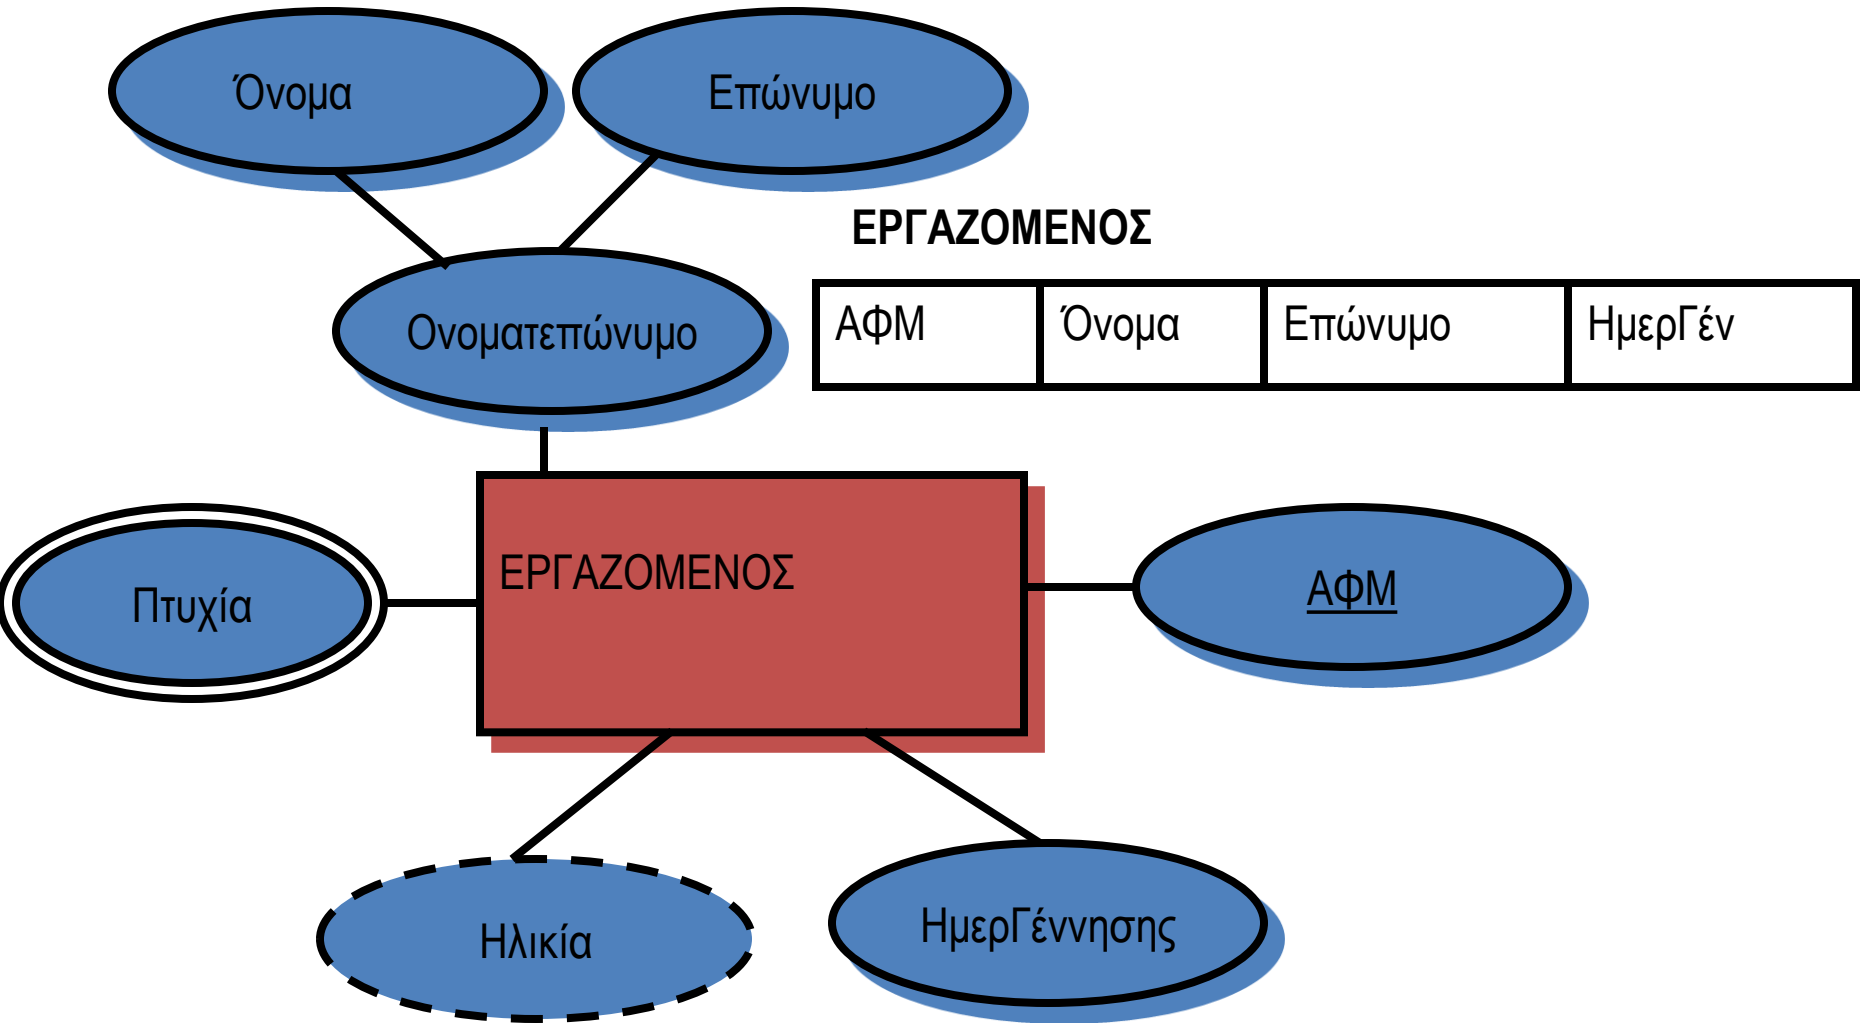 Όνομα
Επώνυμο
ΕΡΓΑΖΟΜΕΝΟΣ
Ονοματεπώνυμο
ΑΦΜ
Όνομα
Επώνυμο
ΗμερΓέν
ΕΡΓΑΖΟΜΕΝΟΣ
Πτυχία
ΑΦΜ
Ηλικία
ΗμερΓέννησης